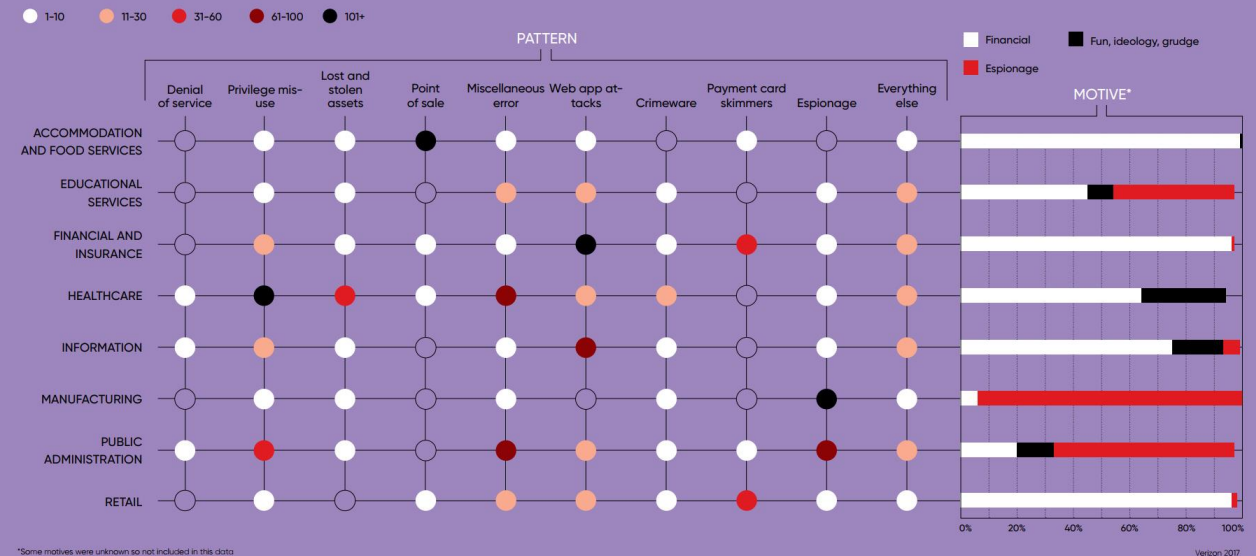 1-10
11-30
31-60
61-100
101+
Financial
Fun, ideology, grudge
Espionage
PATTERN
MOTIVE*
Denial
of service
Privilege mis-
use
Lost and
stolen
assets
Point
of sale
Miscellaneous
error
Web app at-
tacks
Crimeware
Payment card
skimmers
Espionage
Everything
else
ACCOMMODATION
AND FOOD SERVICES
EDUCATIONAL
SERVICES
FINANCIAL AND
INSURANCE
HEALTHCARE
INFORMATION
MANUFACTURING
PUBLIC
ADMINISTRATION
RETAIL
0%
20%
40%
60%
80%
100%
*Some motives were unknown so not included in this data
Verizon 2017